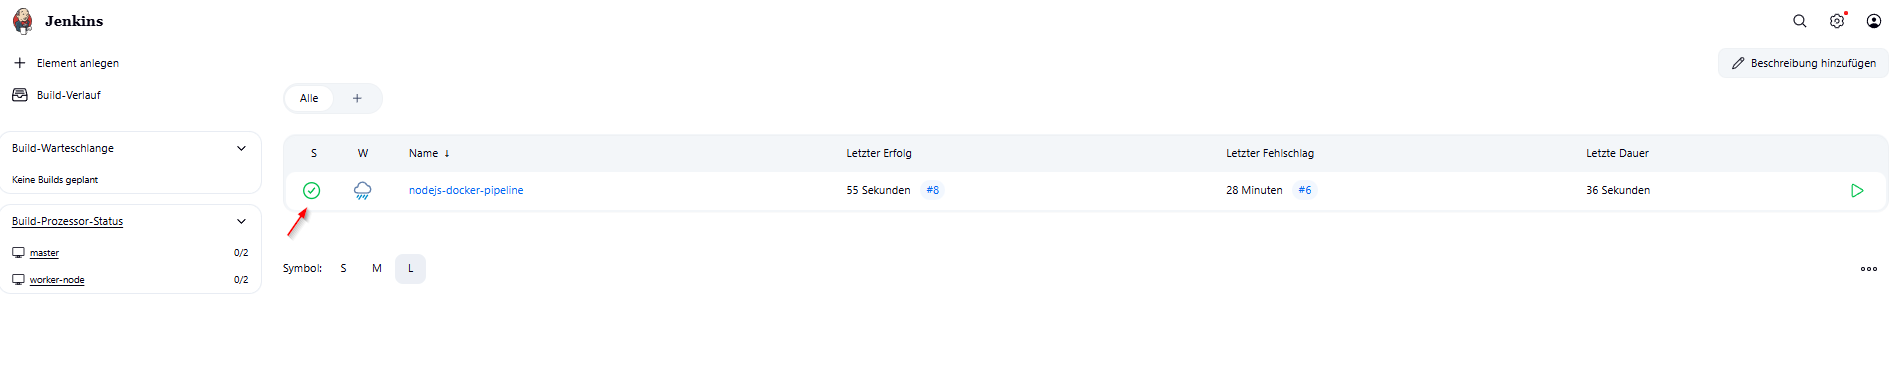 Jenkins
Element anlegen
Beschreibung hinzufügen
Build-Verlauf
Alle +
Build-Warteschlange
Keine Builds geplant
Build-Prozessor-Status
master 0/2
worker-node 0/2
S W Name ↓ Letzter Erfolg Letzter Fehlschlag Letzte Dauer
nodejs-docker-pipeline 55 Sekunden #8 28 Minuten #6 36 Sekunden
Symbol: S M L